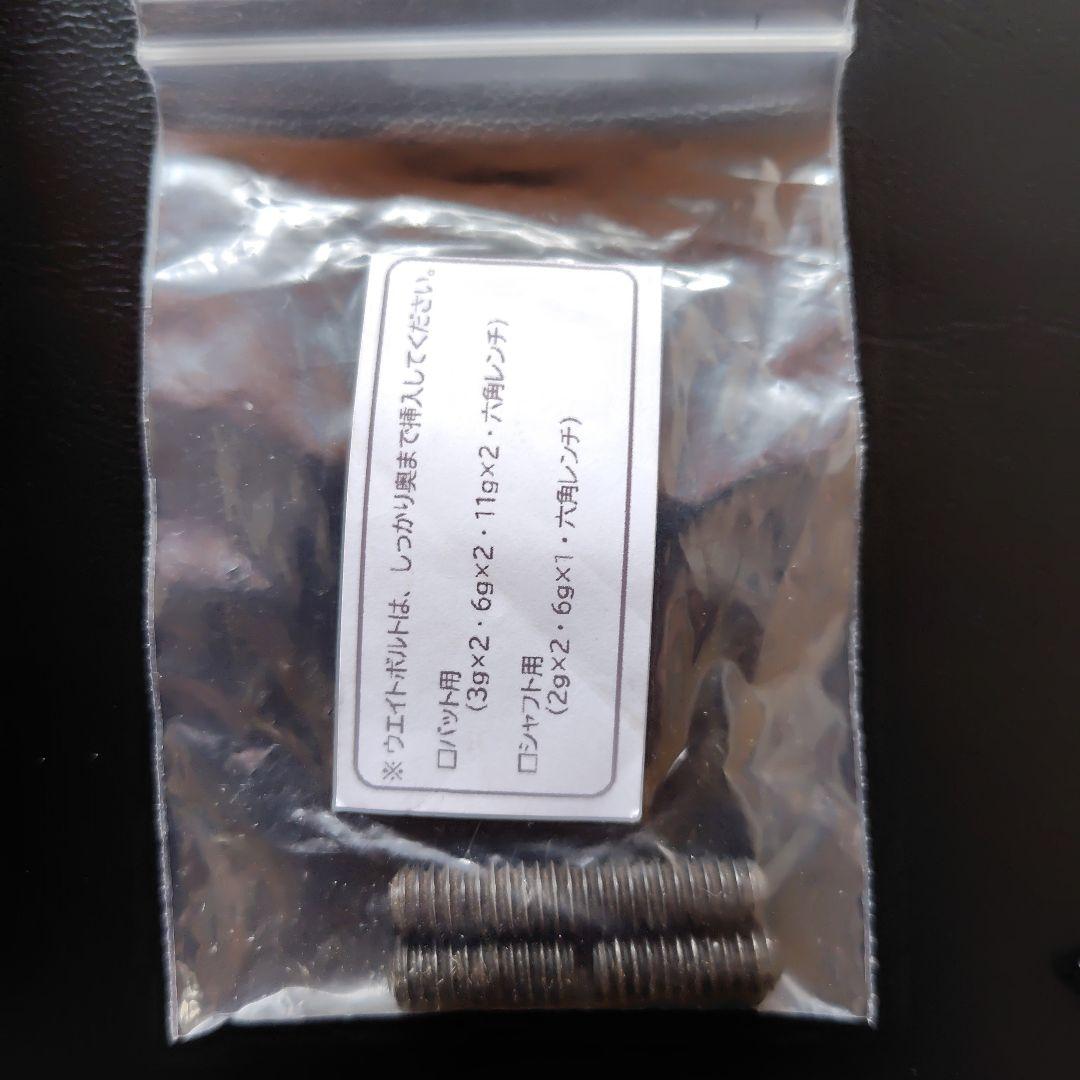 ※ウエイトボルトは、しっかり奥まで挿入してください。
□バット用
(3g×2・6g×2・11g×2・六角レンチ)
□シャフト用
(2g×2・6g×1・六角レンチ)